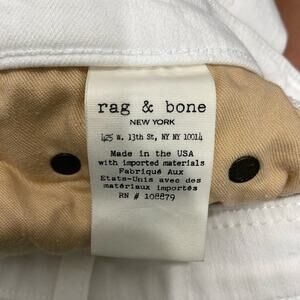 rag & bone
NEW YORK
425 W. 13th St, NY NY 10014
Made in the USA
with imported materials
Fabriqué Aux
Etats-Unis avec des
matériaux importés
RN # 108879